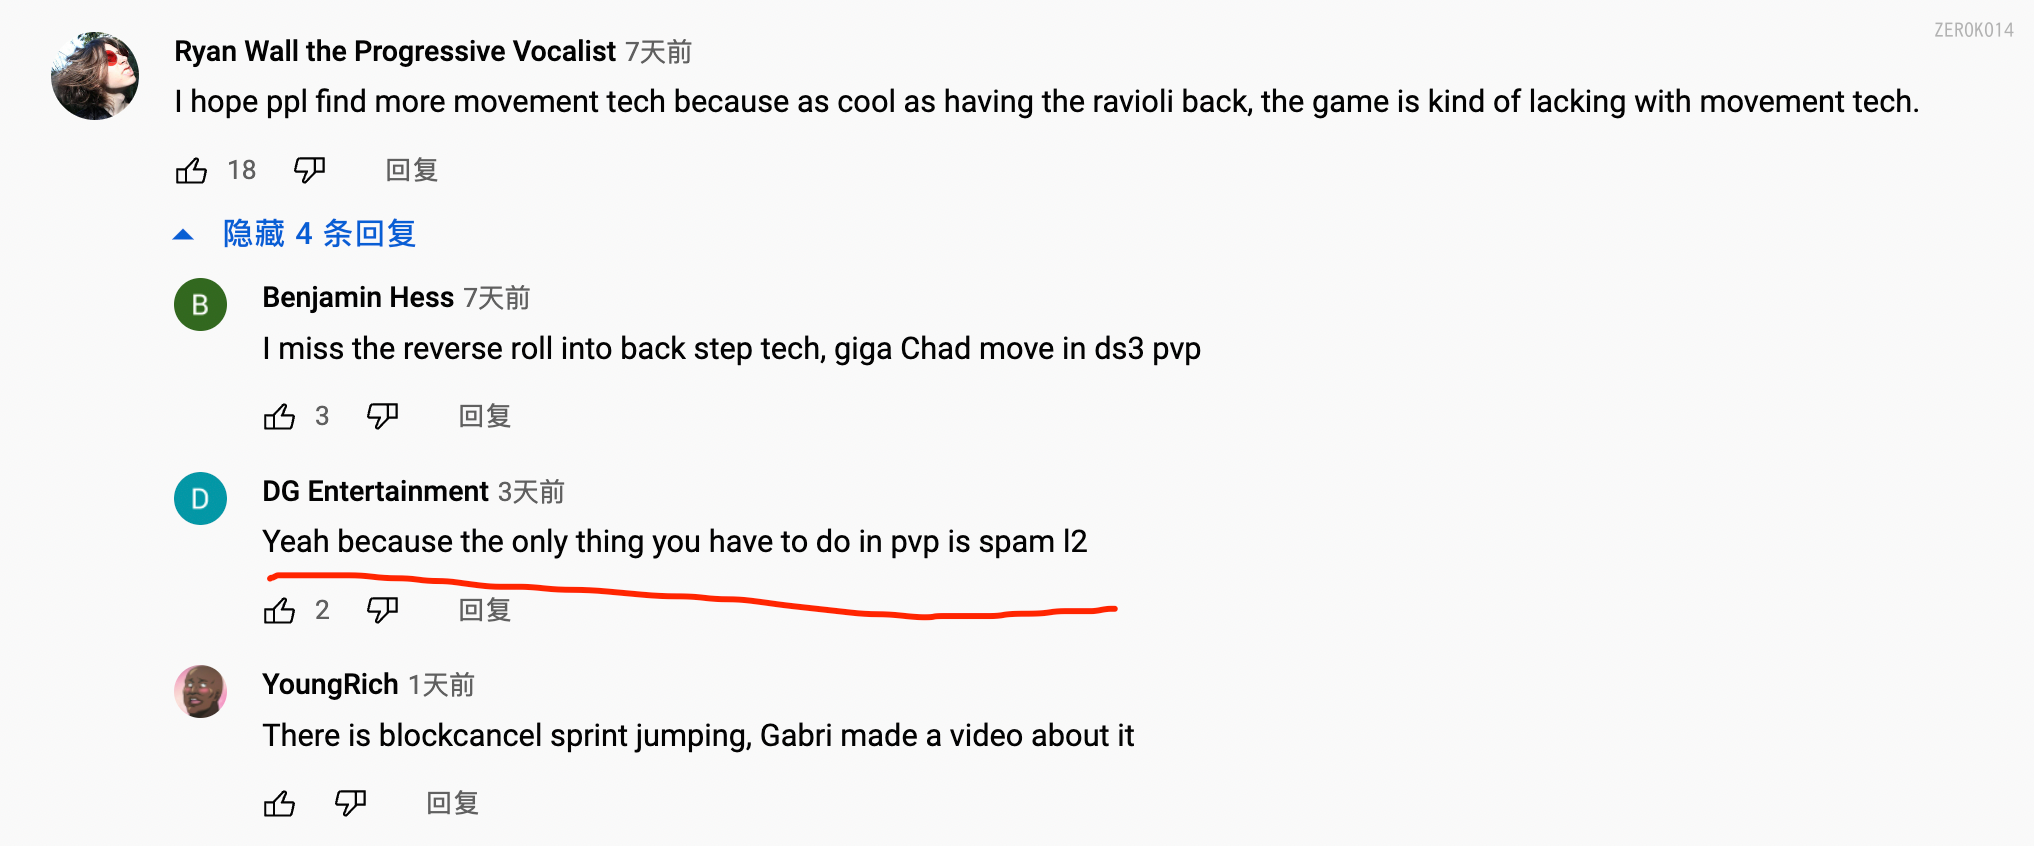 ZEROKO14
Ryan Wall the Progressive Vocalist 7天前
I hope ppl find more movement tech because as cool as having the ravioli back, the game is kind of lacking with movement tech.
18 回复
隐藏 4 条回复
B
Benjamin Hess 7天前
I miss the reverse roll into back step tech, giga Chad move in ds3 pvp
3 回复
D
DG Entertainment 3天前
Yeah because the only thing you have to do in pvp is spam l2
2 回复
YoungRich 1天前
There is blockcancel sprint jumping, Gabri made a video about it
回复